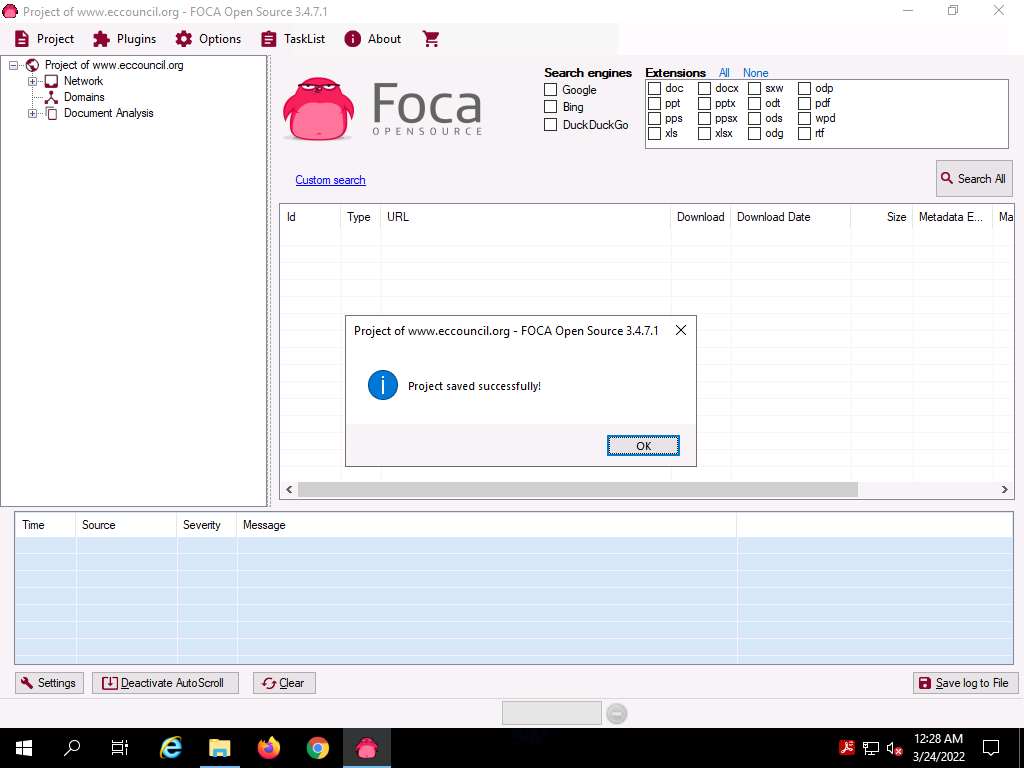 Project of www.eccouncil.org - FOCA Open Source 3.4.7.1
Project Plugins Options TaskList About
Project of www.eccouncil.org
Network
Domains
Document Analysis
Foca
OPENSOURCE
Search engines
Google
Bing
DuckDuckGo
Extensions All None
doc docx sxw odp
ppt pptx odt pdf
pps ppsx ods wpd
xls xlsx odg rtf
Custom search
Search All
Id Type URL Download Download Date Size Metadata E... Ma
Project of www.eccouncil.org - FOCA Open Source 3.4.7.1
Project saved successfully!
OK
Time Source Severity Message
Settings Deactivate AutoScroll Clear Save log to File
12:28 AM
3/24/2022